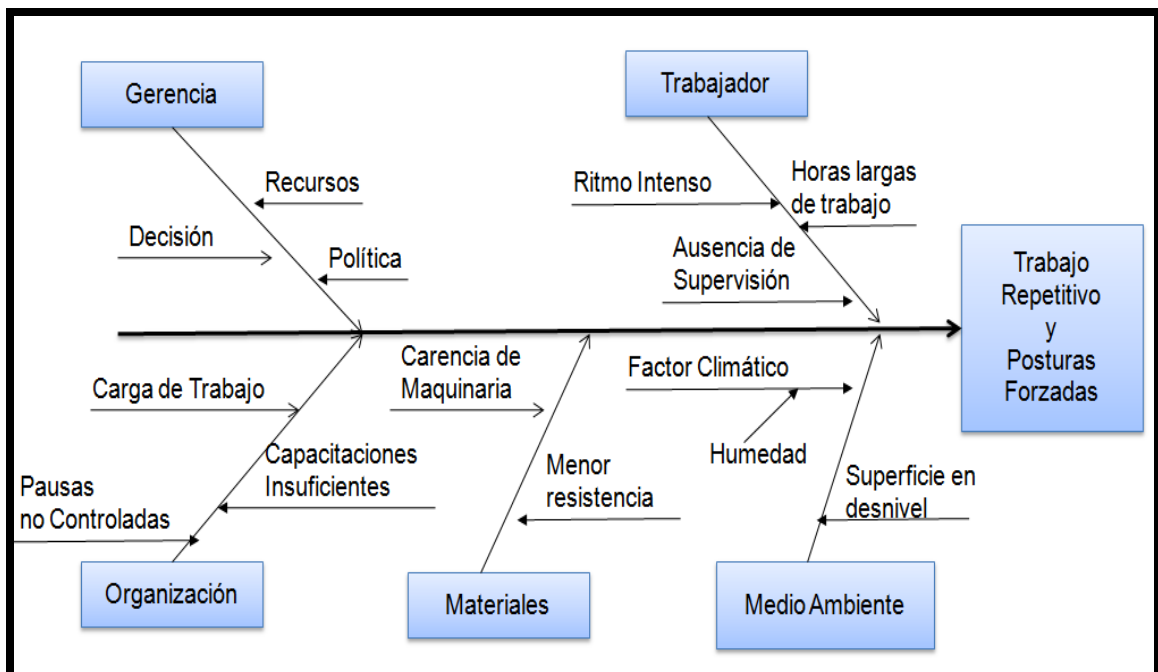 Gerencia
Trabajador
Recursos
Decisión
Política
Ritmo Intenso
Horas largas
de trabajo
Ausencia de
Supervisión
Trabajo
Repetitivo
y
Posturas
Forzadas
Carga de Trabajo
Capacitaciones
Insuficientes
Pausas
no Controladas
Organización
Carencia de
Maquinaria
Menor
resistencia
Materiales
Factor Climático
Humedad
Superficie en
desnivel
Medio Ambiente